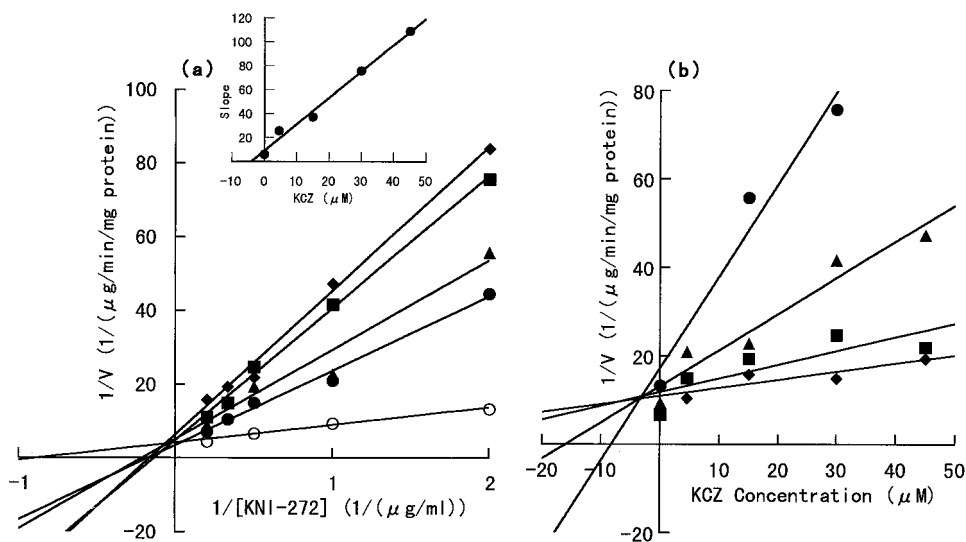 120
100
80
60
40
20
0
Slope
-10 0 10 20 30 40 50
KCZ (μM)
(a)
100
80
60
40
20
-20
1/V (1/(μg/min/mg protein))
-1 1 2
1/[KNI-272] (1/(μg/ml))
(b)
80
60
40
20
-20
1/V (1/(μg/min/mg protein))
-20 -10 0 10 20 30 40 50
KCZ Concentration (μM)